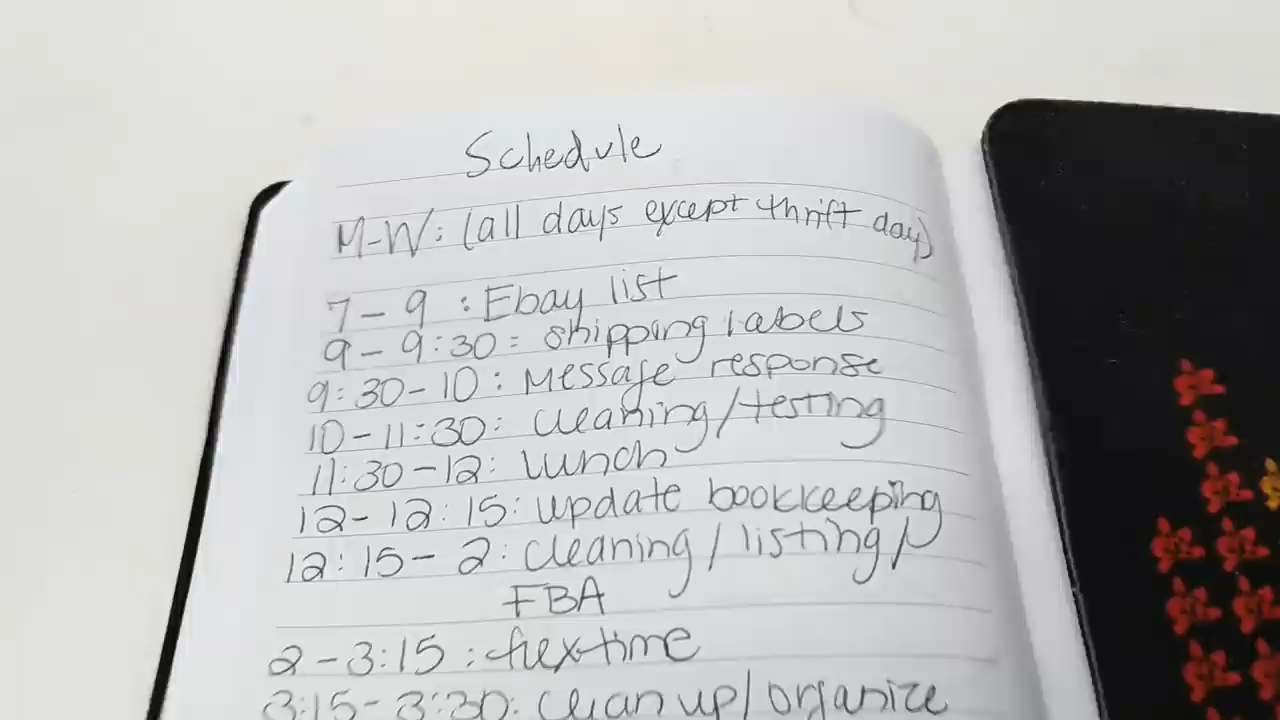 Schedule
M-W: (all days except thrift day)
7 - 9 : Ebay list
9 - 9:30 : shipping labels
9:30-10 : Message response
10-11:30: cleaning/testing
11:30-12: lunch
12-12:15: update bookkeeping
12:15- 2: cleaning/listing/
FBA
2-3:15 : flex time
3:15-3:30: clean up/organize